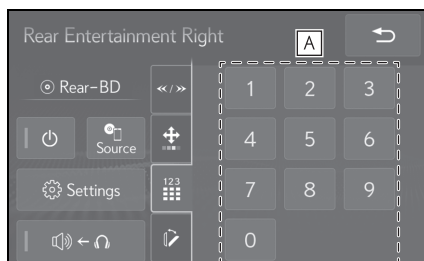 Rear Entertainment Right
A
Rear-BD
1 2 3
Source
4 5 6
Settings
123
7 8 9
0